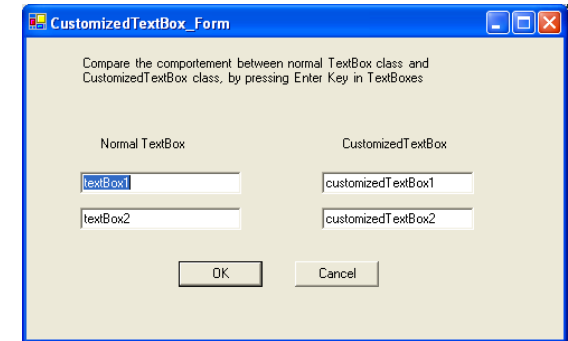 CustomizedTextBox_Form
Compare the comportement between normal TextBox class and
CustomizedTextBox class, by pressing Enter Key in TextBoxes
Normal TextBox
CustomizedTextBox
textBox1
customizedTextBox1
textBox2
customizedTextBox2
OK
Cancel